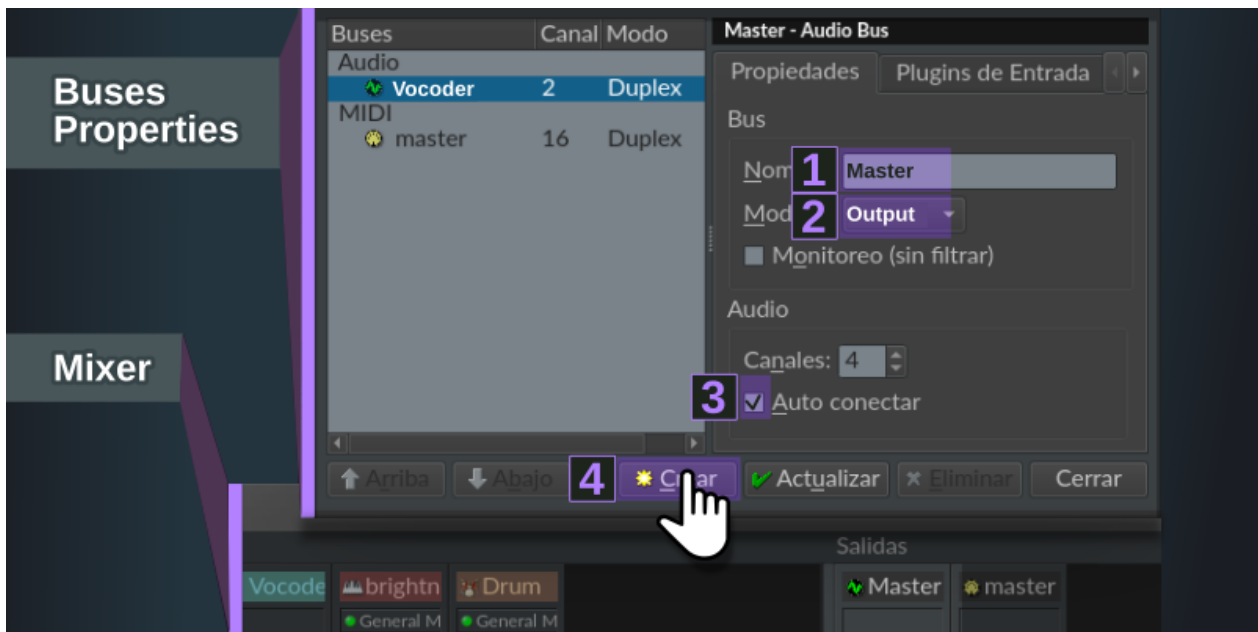 Buses
Properties
Mixer
Buses Canal Modo
Audio
Vocoder 2 Duplex
MIDI
master 16 Duplex
Master - Audio Bus
Propiedades Plugins de Entrada
Bus
1 Master
2 Output
Monitoreo (sin filtrar)
Audio
Canales: 4
3 Auto conectar
Arriba Abajo 4 Actualizar Eliminar Cerrar
Salidas
Vocode brightn Drum Master master
General M General M